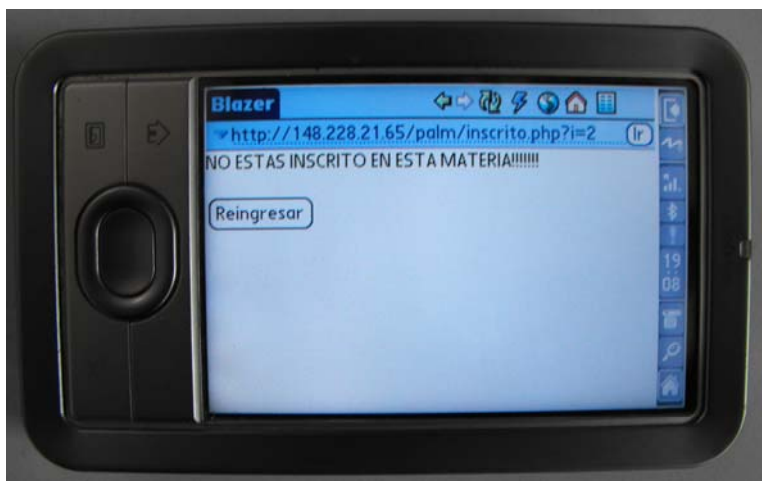 Blazer
http://148.228.21.65/palm/inscrito.php?i=2
Ir
NO ESTAS INSCRITO EN ESTA MATERIA!!!!!!!
Reingresar
19
08